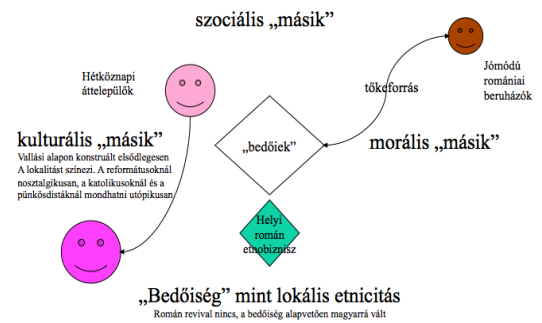 szociális „másik”
Hétköznapi
áttelepülők
Jómódú
romániai
beruházók
tőkeforrás
kulturális „másik”
Vallási alapon konstruált elsődlegesen
A lokalitást színezi. A reformátusoknál
nosztalgikusan, a katolikusoknál és a
pünkösdistáknál mondhatni utópikusan
„bedőiek”
morális „másik”
Helyi
román
etnobiznisz
„Bedőiség” mint lokális etnicitás
Román revival nincs, a bedőiség alapvetően magyarrá vált